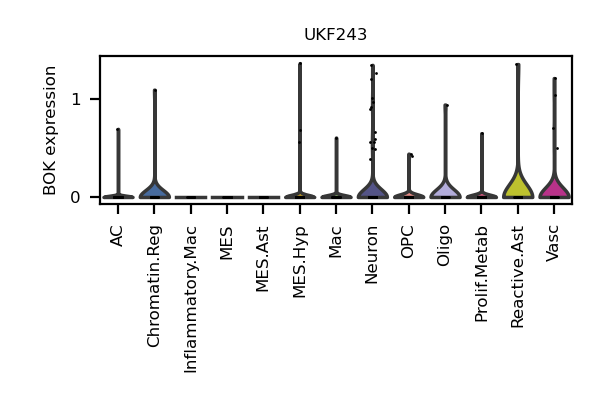 UKF243
BOK expression
1
0
AC
Chromatin.Reg
Inflammatory.Mac
MES
MES.Ast
MES.Hyp
Mac
Neuron
OPC
Oligo
Prolif.Metab
Reactive.Ast
Vasc